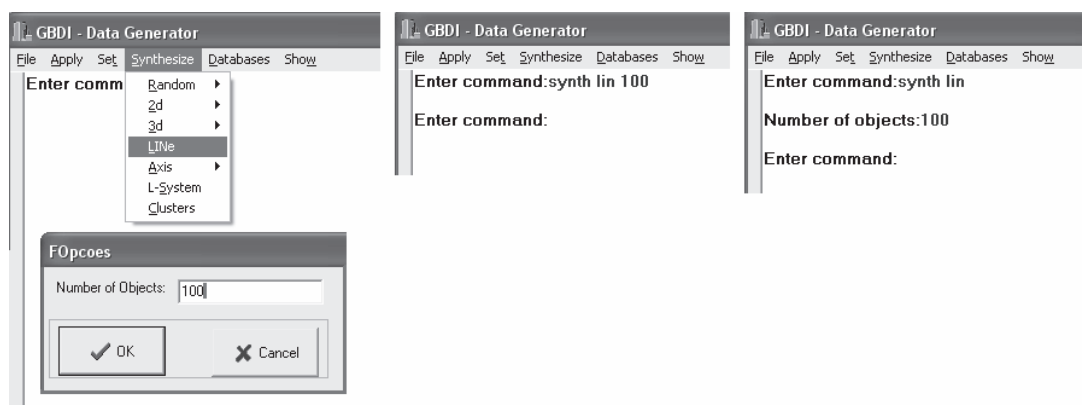 GBDI - Data Generator
File Apply Set Synthesize Databases Show
Enter comm
Random
2d
3d
LINe
Axis
L-System
Clusters
FOpcoes
Number of Objects: 100
OK Cancel
GBDI - Data Generator
File Apply Set Synthesize Databases Show
Enter command:synth lin 100
Enter command:
GBDI - Data Generator
File Apply Set Synthesize Databases Show
Enter command:synth lin
Number of objects:100
Enter command: